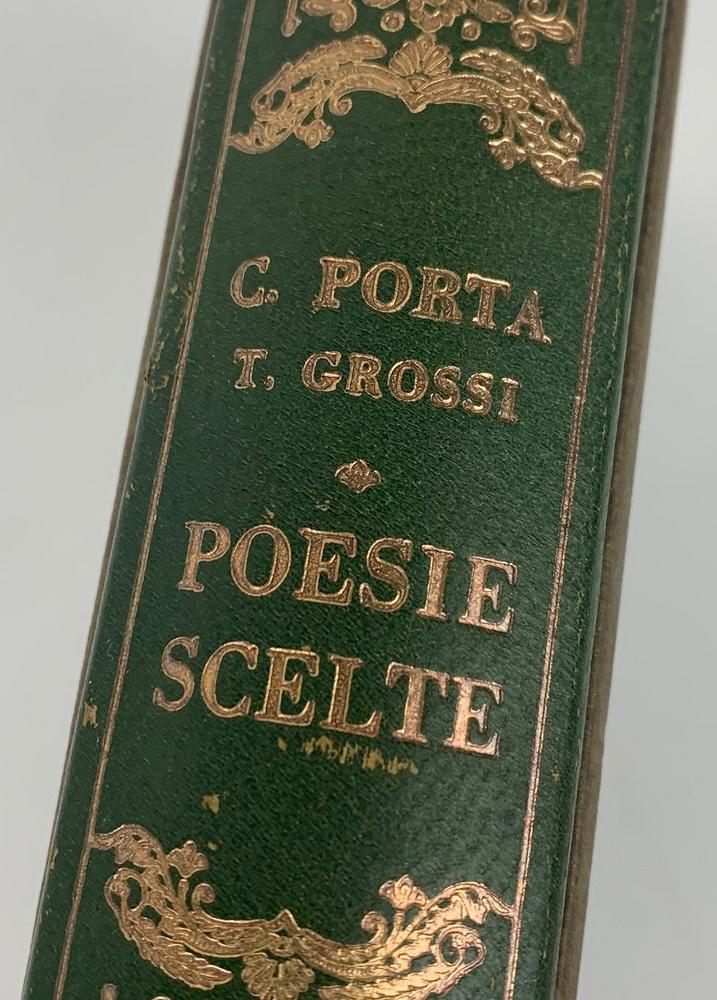 C. PORTA
T. GROSSI
POESIE
SCELTE